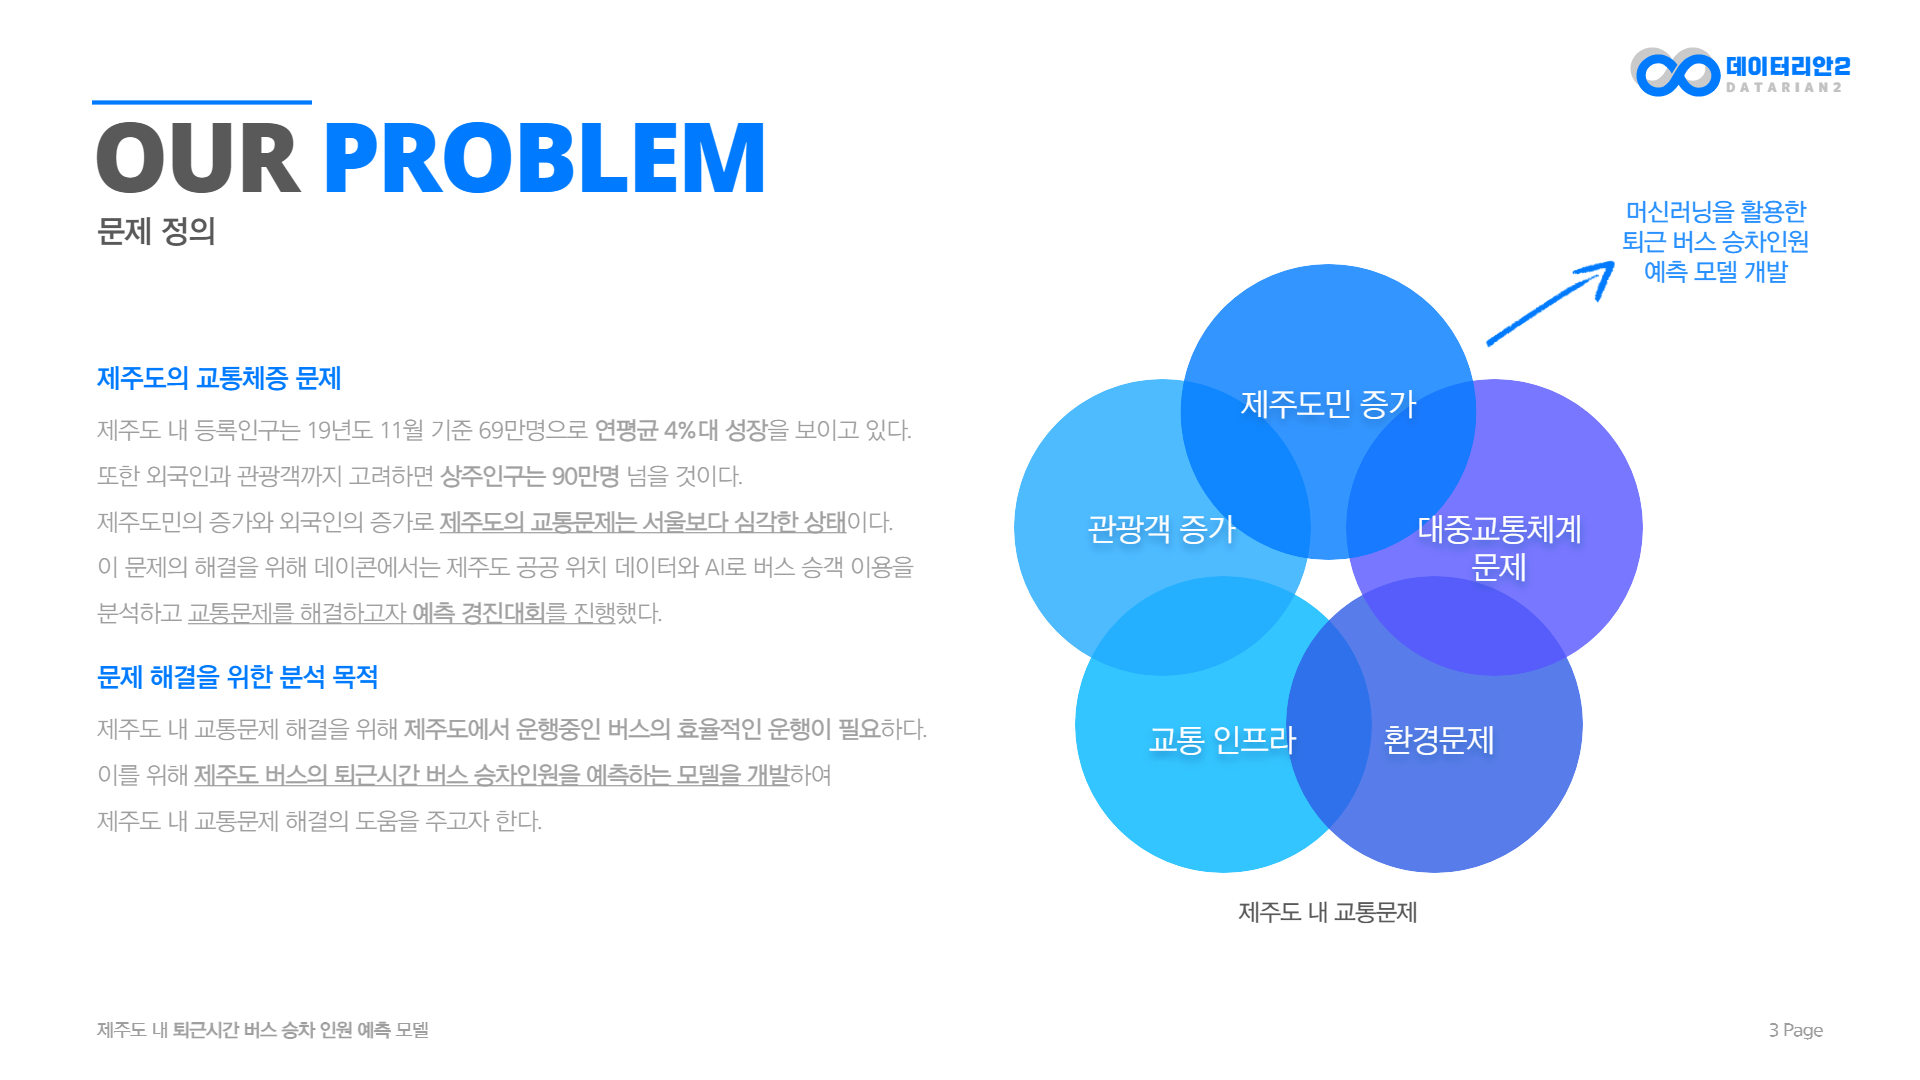 데이터리안2
DATARIAN2
OUR PROBLEM
문제 정의
제주도의 교통체증 문제
제주도 내 등록인구는 19년도 11월 기준 69만명으로 연평균 4%대 성장을 보이고 있다.
또한 외국인과 관광객까지 고려하면 상주인구는 90만명 넘을 것이다.
제주도민의 증가와 외국인의 증가로 제주도의 교통문제는 서울보다 심각한 상태이다.
이 문제의 해결을 위해 데이콘에서는 제주도 공공 위치 데이터와 AI로 버스 승객 이용을
분석하고 교통문제를 해결하고자 예측 경진대회를 진행했다.
문제 해결을 위한 분석 목적
제주도 내 교통문제 해결을 위해 제주도에서 운행중인 버스의 효율적인 운행이 필요하다.
이를 위해 제주도 버스의 퇴근시간 버스 승차인원을 예측하는 모델을 개발하여
제주도 내 교통문제 해결의 도움을 주고자 한다.
머신러닝을 활용한
퇴근 버스 승차인원
예측 모델 개발
제주도민 증가
관광객 증가
대중교통체계
문제
교통 인프라
환경문제
제주도 내 교통문제
제주도 내 퇴근시간 버스 승차 인원 예측 모델
3 Page